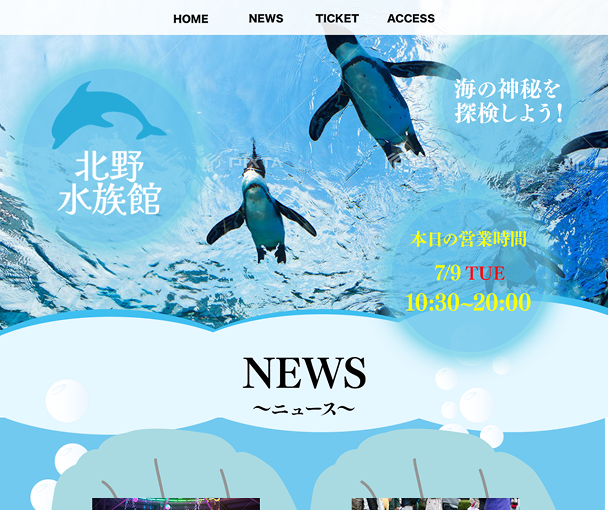 HOME NEWS TICKET ACCESS
海の神秘を
探検しよう!
北野
水族館
PIXTA
本日の営業時間
7/9 TUE
10:30~20:00
NEWS
～ニュース～